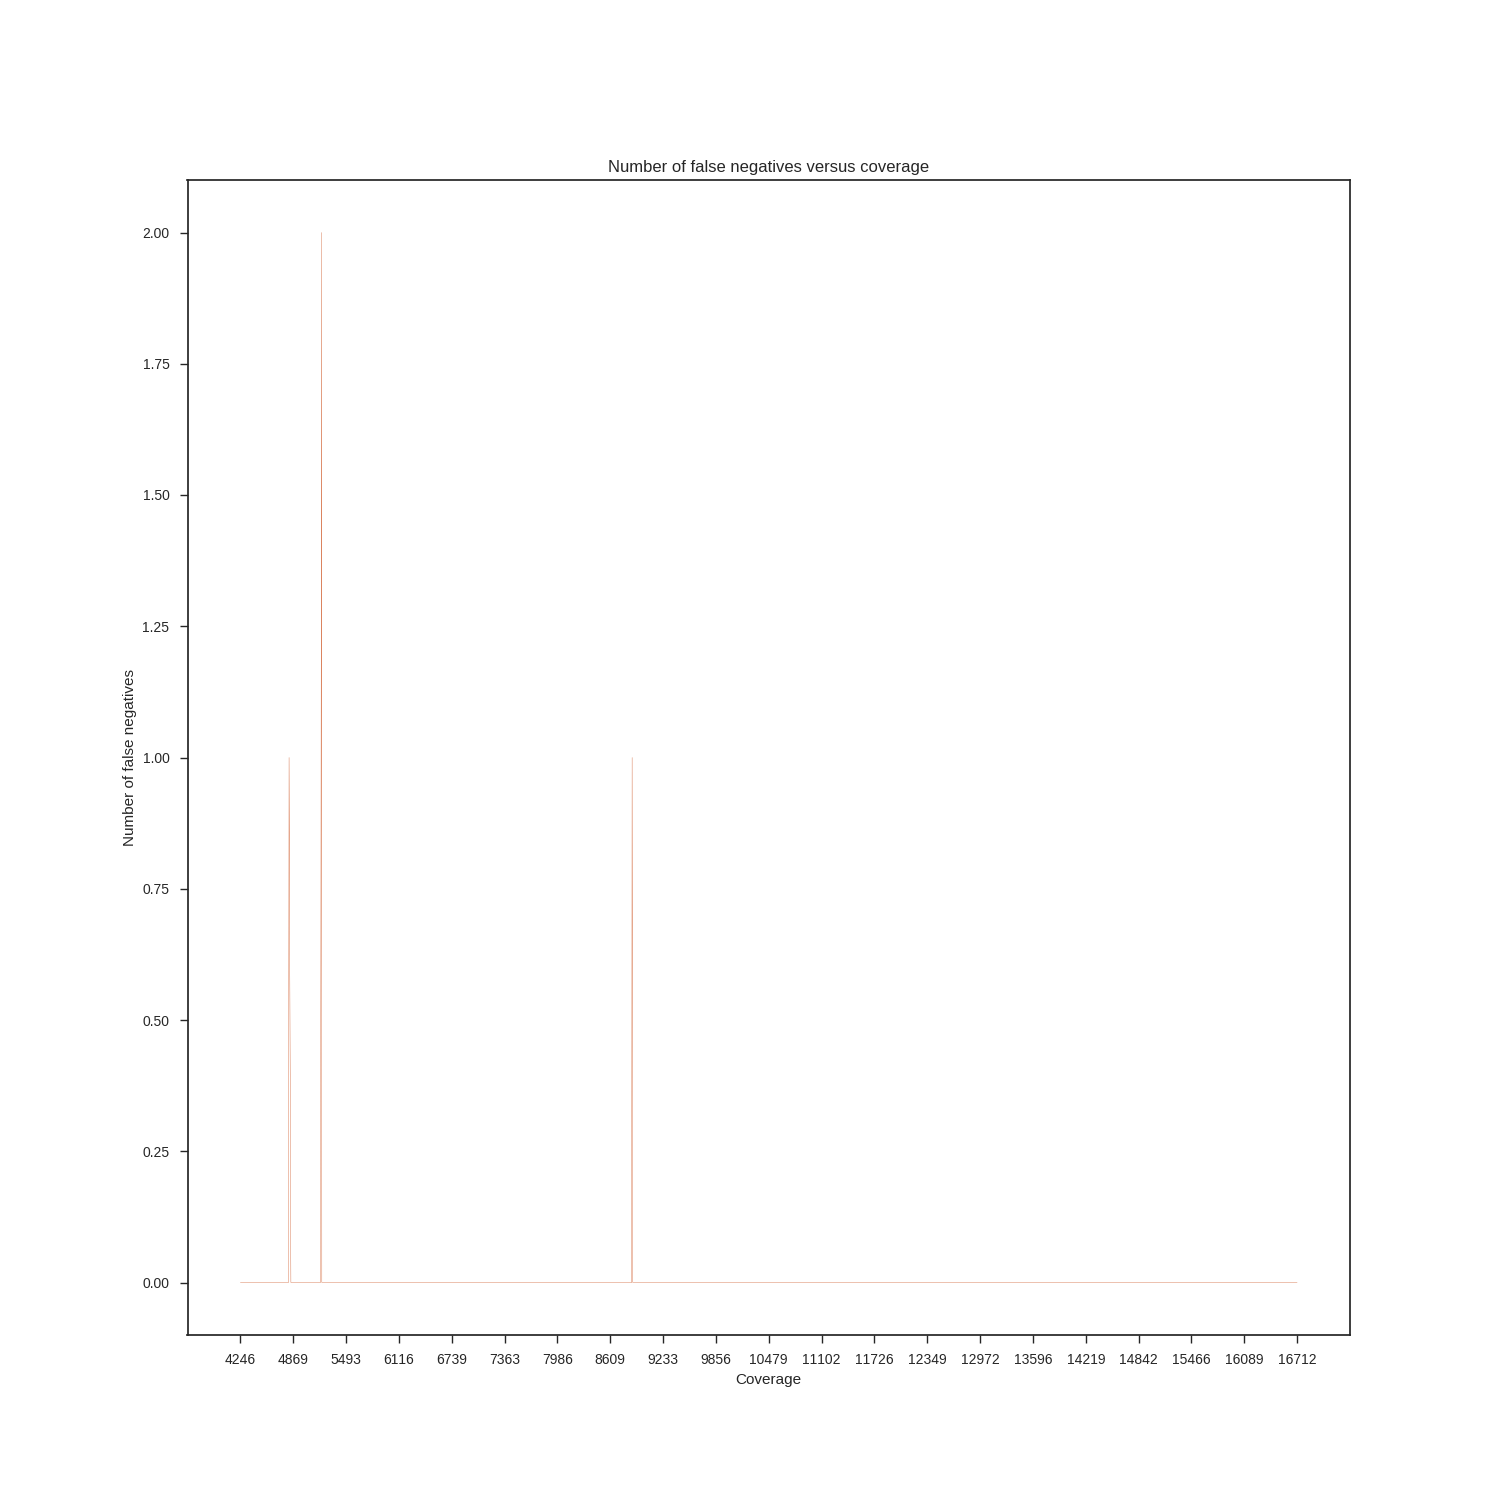 Number of false negatives versus coverage
2.00
1.75
1.50
1.25
1.00
0.75
0.50
0.25
0.00
Number of false negatives
4246 4869 5493 6116 6739 7363 7986 8609 9233 9856 10479 11102 11726 12349 12972 13596 14219 14842 15466 16089 16712
Coverage